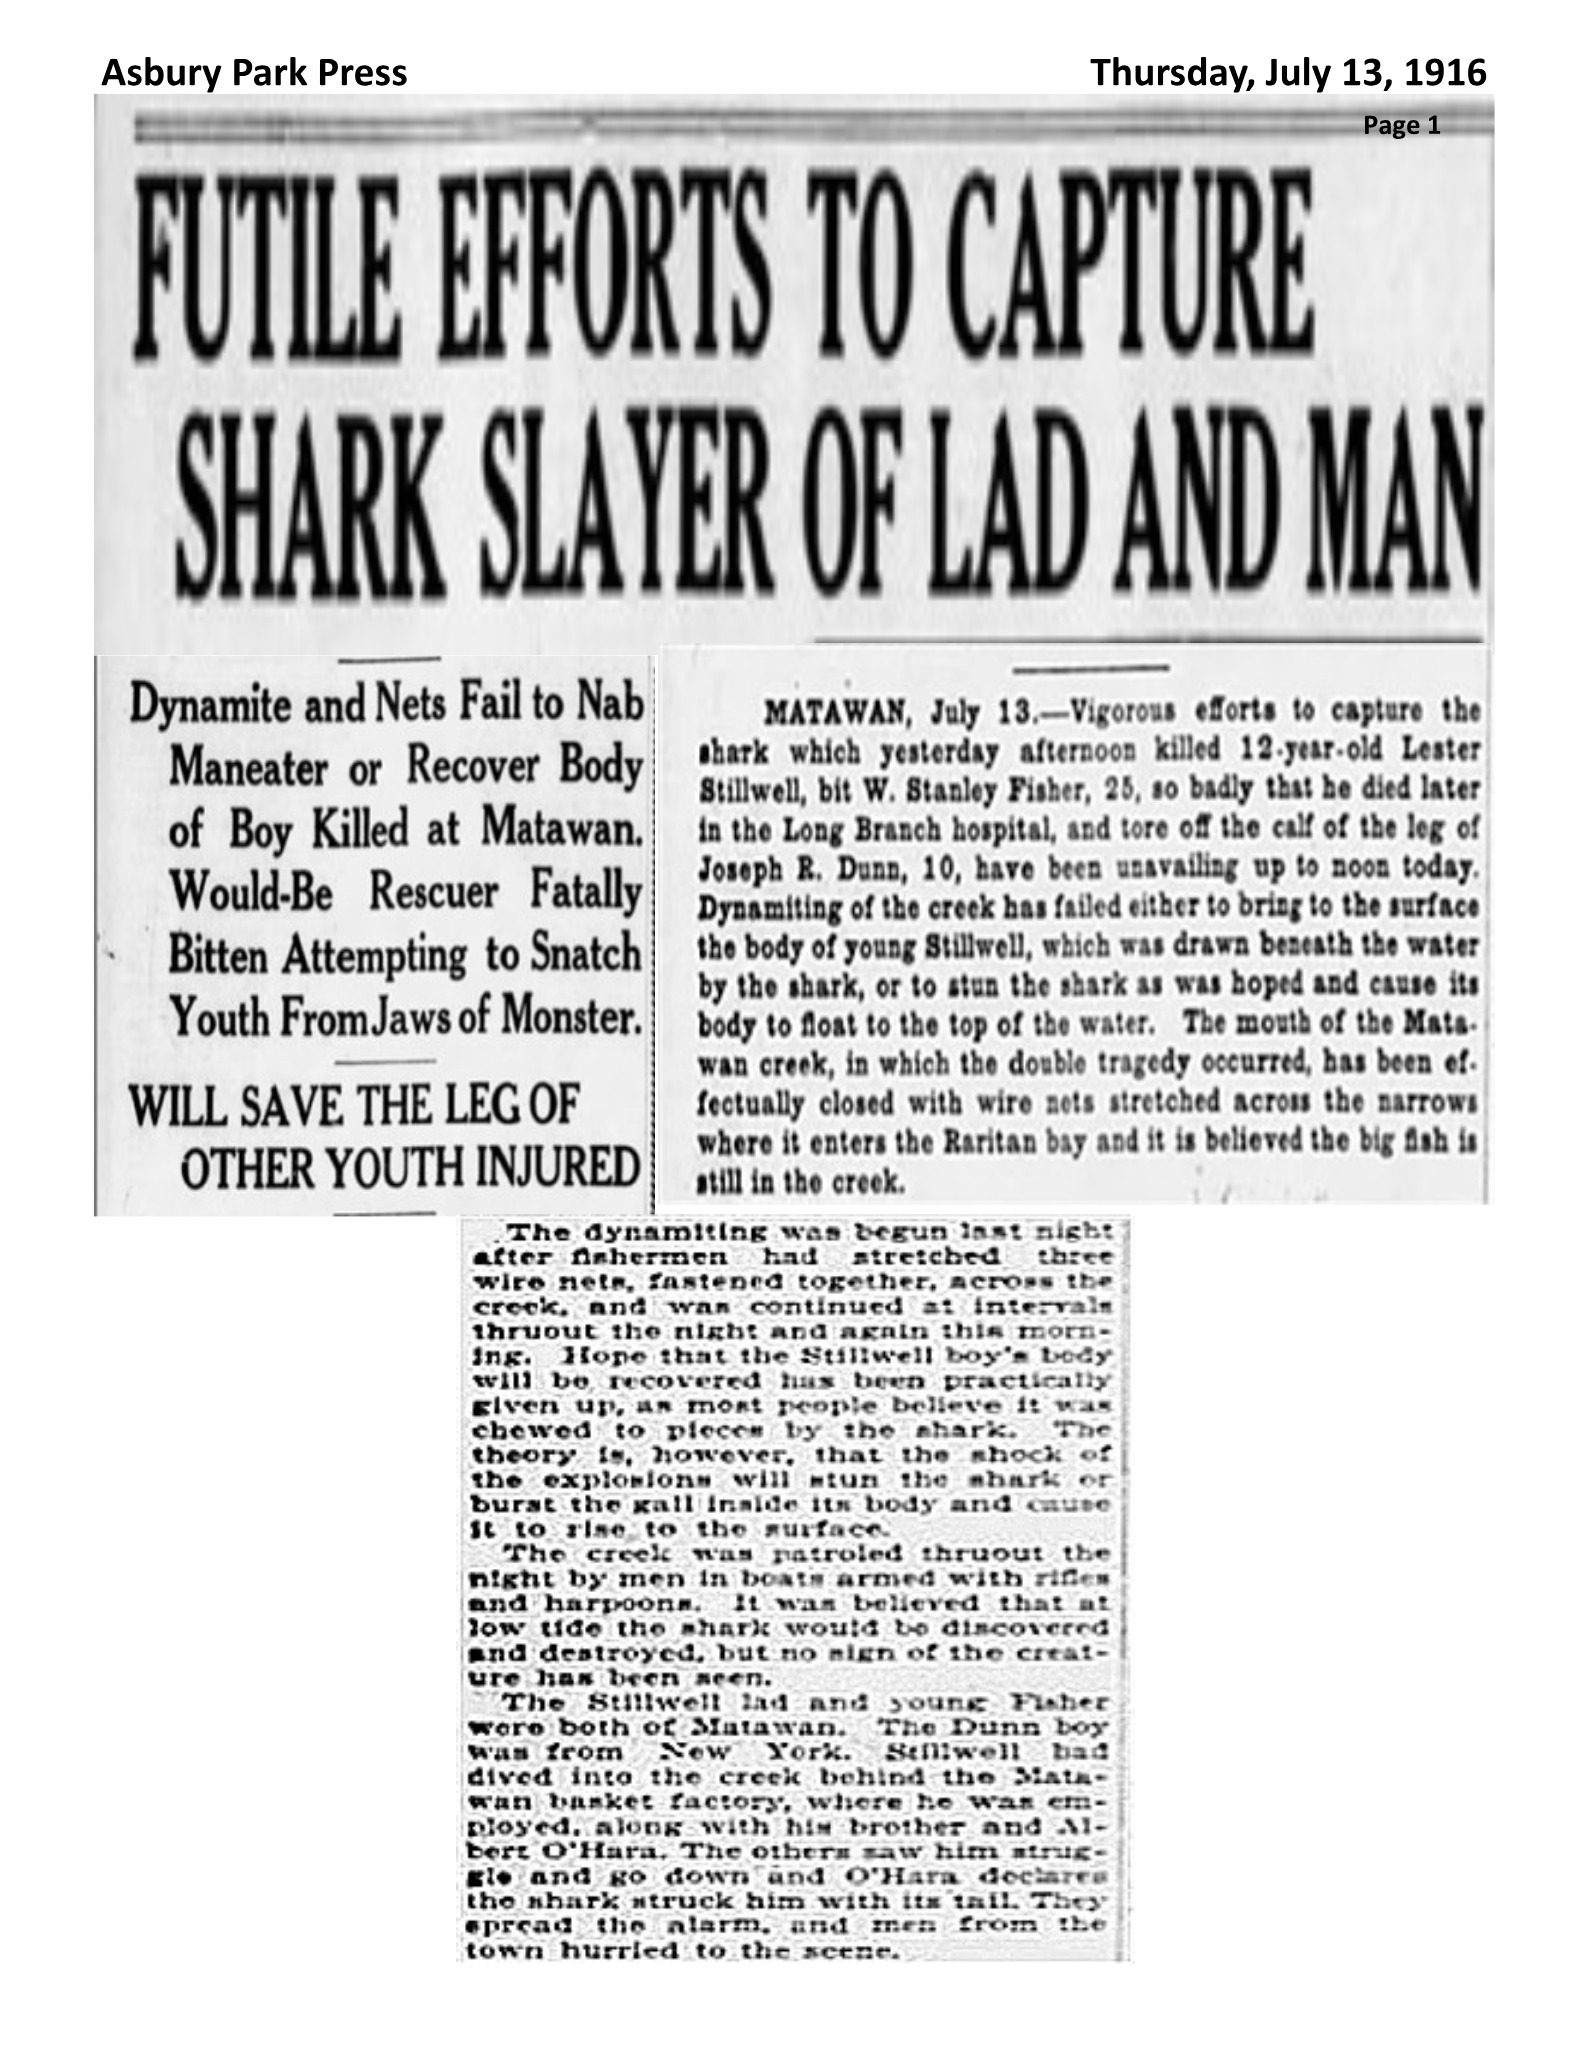 Asbury Park Press
Thursday, July 13, 1916
Page 1
FUTILE EFFORTS TO CAPTURE
SHARK SLAYER OF LAD AND MAN
Dynamite and Nets Fail to Nab
Maneater or Recover Body
of Boy Killed at Matawan.
Would-Be Rescuer Fatally
Bitten Attempting to Snatch
Youth From Jaws of Monster.
WILL SAVE THE LEG OF
OTHER YOUTH INJURED
MATAWAN, July 13.—Vigorous efforts to capture the
shark which yesterday afternoon killed 12-year-old Lester
Stillwell, bit W. Stanley Fisher, 25, so badly that he died later
in the Long Branch hospital, and tore off the calf of the leg of
Joseph R. Dunn, 10, have been unavailing up to noon today.
Dynamiting of the creek has failed either to bring to the surface
the body of young Stillwell, which was drawn beneath the water
by the shark, or to stun the shark as was hoped and cause its
body to float to the top of the water. The mouth of the Mata-
wan creek, in which the double tragedy occurred, has been ef-
fectually closed with wire nets stretched across the narrows
where it enters the Raritan bay and it is believed the big fish is
still in the creek.
The dynamiting was begun last night
after fishermen had stretched three
wire nets, fastened together, across the
creek, and was continued at intervals
thruout the night and again this morn-
ing. Hope that the Stillwell boy's body
will be recovered has been practically
given up, as most people believe it was
chewed to pieces by the shark. The
theory is, however, that the shock of
the explosions will stun the shark or
burst the gall inside its body and cause
it to rise to the surface.
The creek was patroled thruout the
night by men in boats armed with rifles
and harpoons. It was believed that at
low tide the shark would be discovered
and destroyed, but no sign of the creat-
ure has been seen.
The Stillwell lad and young Fisher
were both of Matawan. The Dunn boy
was from New York. Stillwell had
dived into the creek behind the Mata-
wan basket factory, where he was em-
ployed, along with his brother and Al-
bert O'Hara. The others saw him strug-
gle and go down and O'Hara declares
the shark struck him with its tail. They
spread the alarm, and men from the
town hurried to the scene.